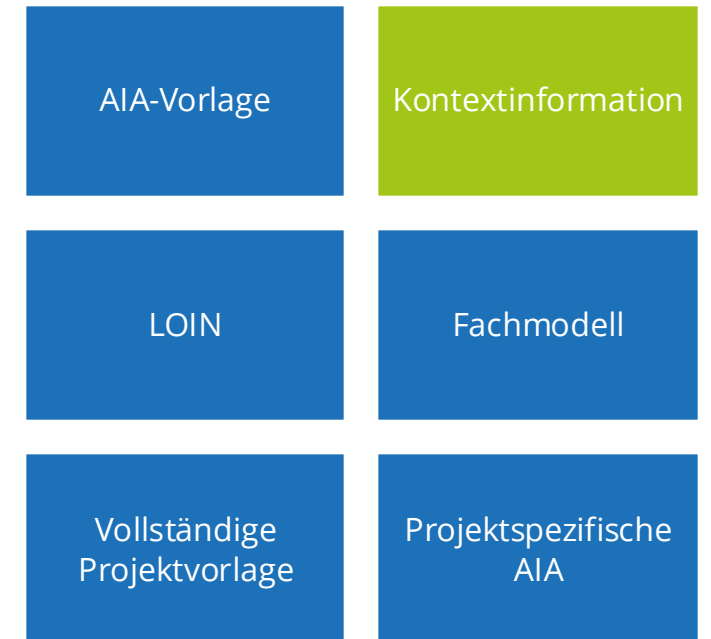 AIA-Vorlage
Kontextinformation
LOIN
Fachmodell
Vollständige
Projektvorlage
Projektspezifische
AIA